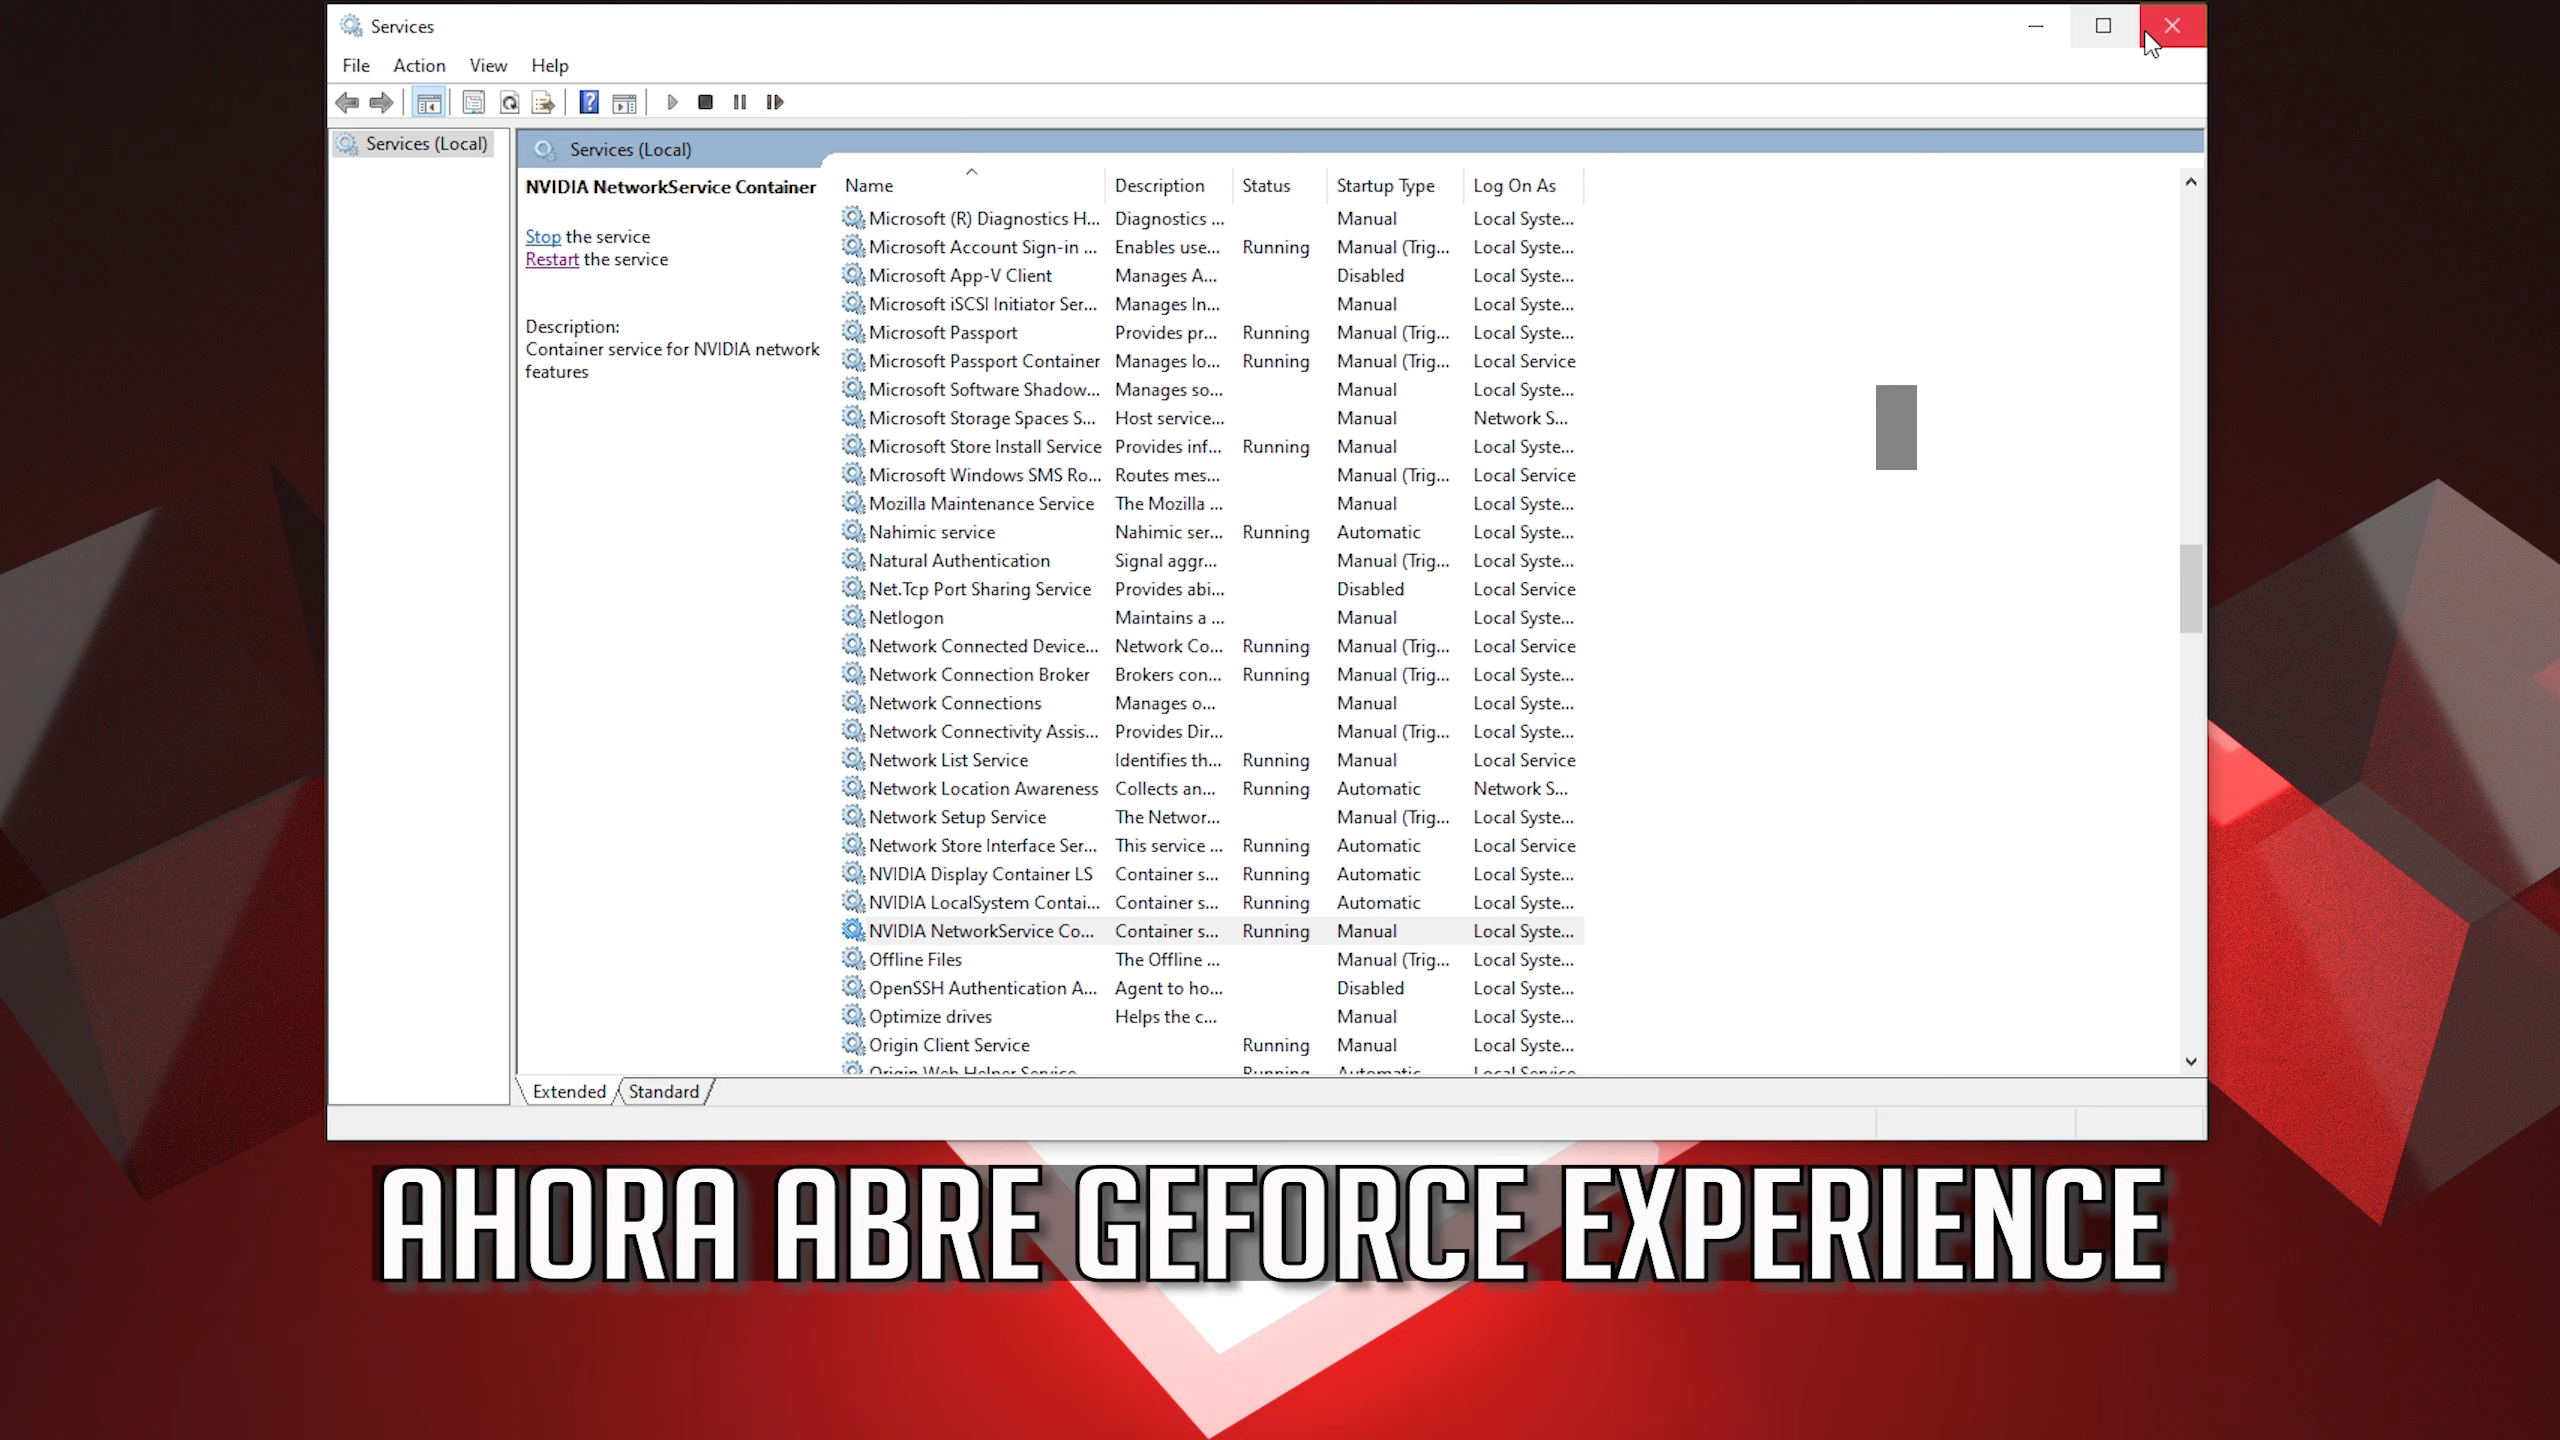 Services
File Action View Help
Services (Local)
Services (Local)
NVIDIA NetworkService Container
Stop the service
Restart the service
Description:
Container service for NVIDIA network
features
Name Description Status Startup Type Log On As
Microsoft (R) Diagnostics H... Diagnostics ... Manual Local Syste...
Microsoft Account Sign-in ... Enables use... Running Manual (Trig... Local Syste...
Microsoft App-V Client Manages A... Disabled Local Syste...
Microsoft iSCSI Initiator Ser... Manages In... Manual Local Syste...
Microsoft Passport Provides pr... Running Manual (Trig... Local Syste...
Microsoft Passport Container Manages lo... Running Manual (Trig... Local Service
Microsoft Software Shadow... Manages so... Manual Local Syste...
Microsoft Storage Spaces S... Host service... Manual Network S...
Microsoft Store Install Service Provides inf... Running Manual Local Syste...
Microsoft Windows SMS Ro... Routes mes... Manual (Trig... Local Service
Mozilla Maintenance Service The Mozilla ... Manual Local Syste...
Nahimic service Nahimic ser... Running Automatic Local Syste...
Natural Authentication Signal aggr... Manual (Trig... Local Syste...
Net.Tcp Port Sharing Service Provides abi... Disabled Local Service
Netlogon Maintains a ... Manual Local Syste...
Network Connected Device... Network Co... Running Manual (Trig... Local Service
Network Connection Broker Brokers con... Running Manual (Trig... Local Syste...
Network Connections Manages o... Manual Local Syste...
Network Connectivity Assis... Provides Dir... Manual (Trig... Local Syste...
Network List Service Identifies th... Running Manual Local Service
Network Location Awareness Collects an... Running Automatic Network S...
Network Setup Service The Networ... Manual (Trig... Local Syste...
Network Store Interface Ser... This service ... Running Automatic Local Service
NVIDIA Display Container LS Container s... Running Automatic Local Syste...
NVIDIA LocalSystem Contai... Container s... Running Automatic Local Syste...
NVIDIA NetworkService Co... Container s... Running Manual Local Syste...
Offline Files The Offline ... Manual (Trig... Local Syste...
OpenSSH Authentication A... Agent to ho... Disabled Local Syste...
Optimize drives Helps the c... Manual Local Syste...
Origin Client Service Running Manual Local Syste...
Origin Web Helper Service Running Automatic Local Service
Extended Standard
AHORA ABRE GEFORCE EXPERIENCE